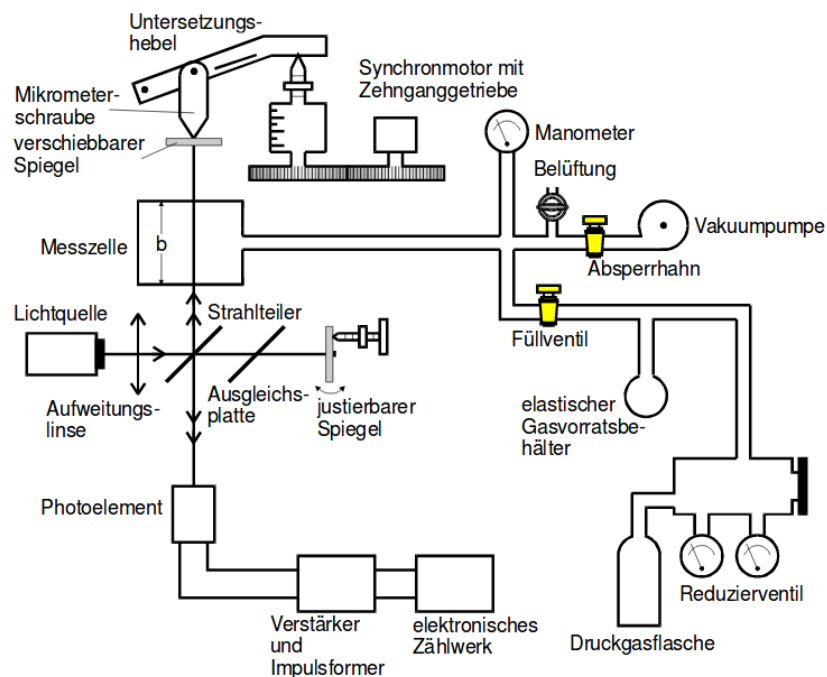 Untersetzungs-
hebel
Synchronmotor mit
Zehnganggetriebe
Mikrometer-
schraube
verschiebbarer
Spiegel
Manometer
Belüftung
Messzelle
b
Vakuumpumpe
Absperrhahn
Lichtquelle
Strahlteiler
Füllventil
Aufweitungs-
linse
Ausgleichs-
platte
justierbarer
Spiegel
elastischer
Gasvorratsbe-
hälter
Photoelement
Reduzierventil
Druckgasflasche
Verstärker
und
Impulsformer
elektronisches
Zählwerk